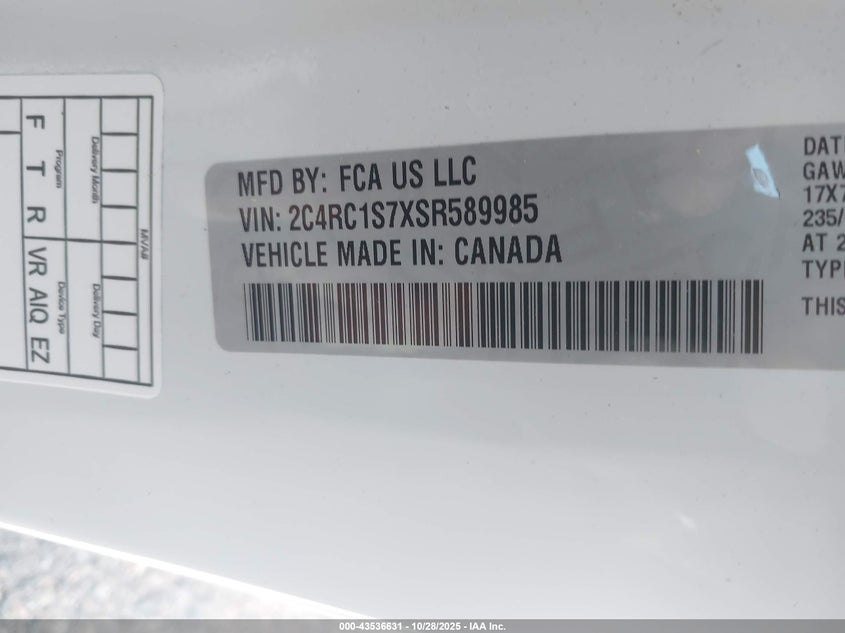 MFD BY: FCA US LLC
VIN: 2C4RC1S7XSR589985
VEHICLE MADE IN: CANADA
DAT
GAW
17X7
235/
AT 2
TYP
THIS
MVA#
Delivery Month
Delivery Day
Program
Device Type
F T R VR AIQ EZ
000-43536631 - 10/28/2025 - IAA Inc.